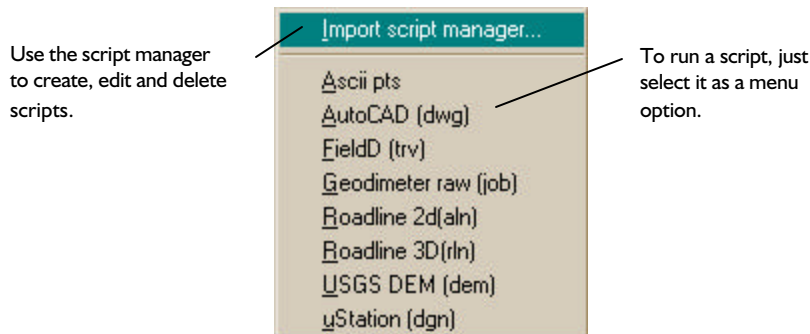 Use the script manager
to create, edit and delete
scripts.
Import script manager...
Ascii pts
AutoCAD (dwg)
FieldD (trv)
Geodimeter raw (job)
Roadline 2d(aln)
Roadline 3D(rln)
USGS DEM (dem)
uStation (dgn)
To run a script, just
select it as a menu
option.